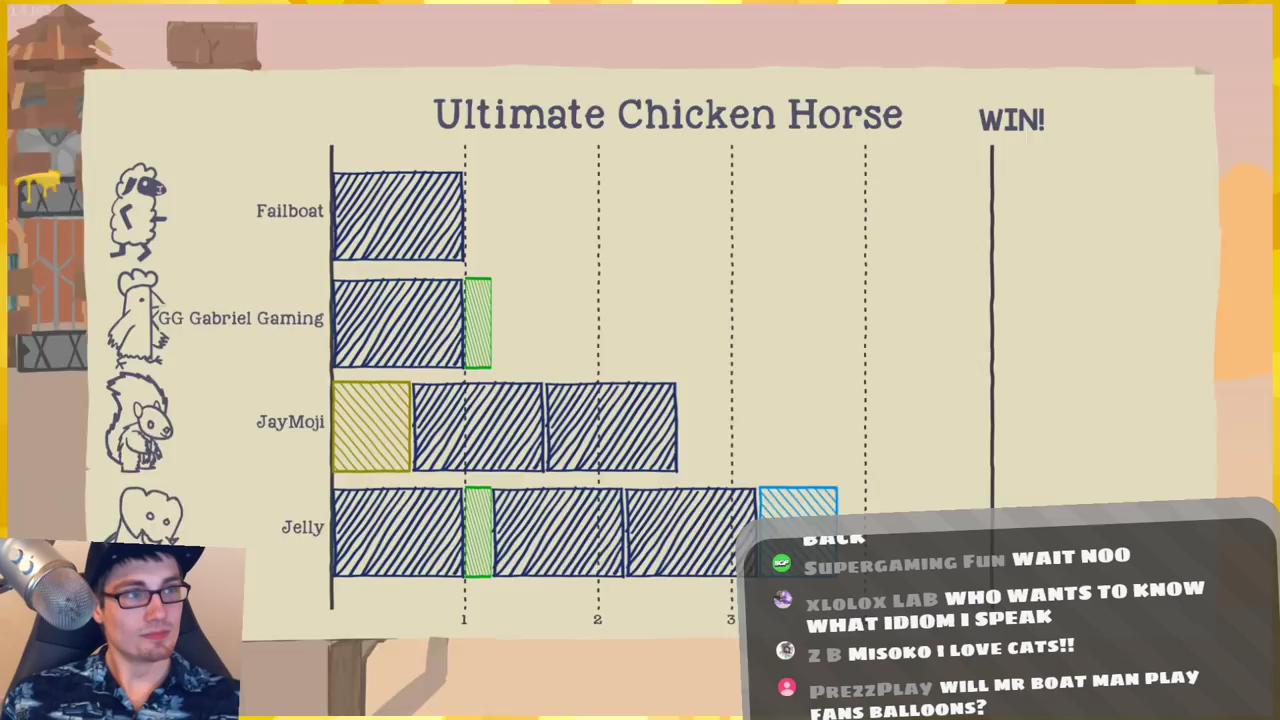 Ultimate Chicken Horse
WIN!
Failboat
GG Gabriel Gaming
JayMoji
Jelly
1
2
3
BACK
SUPERGAMING FUN WAIT NOO
XLOLOX LAB WHO WANTS TO KNOW
WHAT IDIOM I SPEAK
Z B MISOKO I LOVE CATS!!
PREZZPLAY WILL MR BOAT MAN PLAY
FANS BALLOONS?